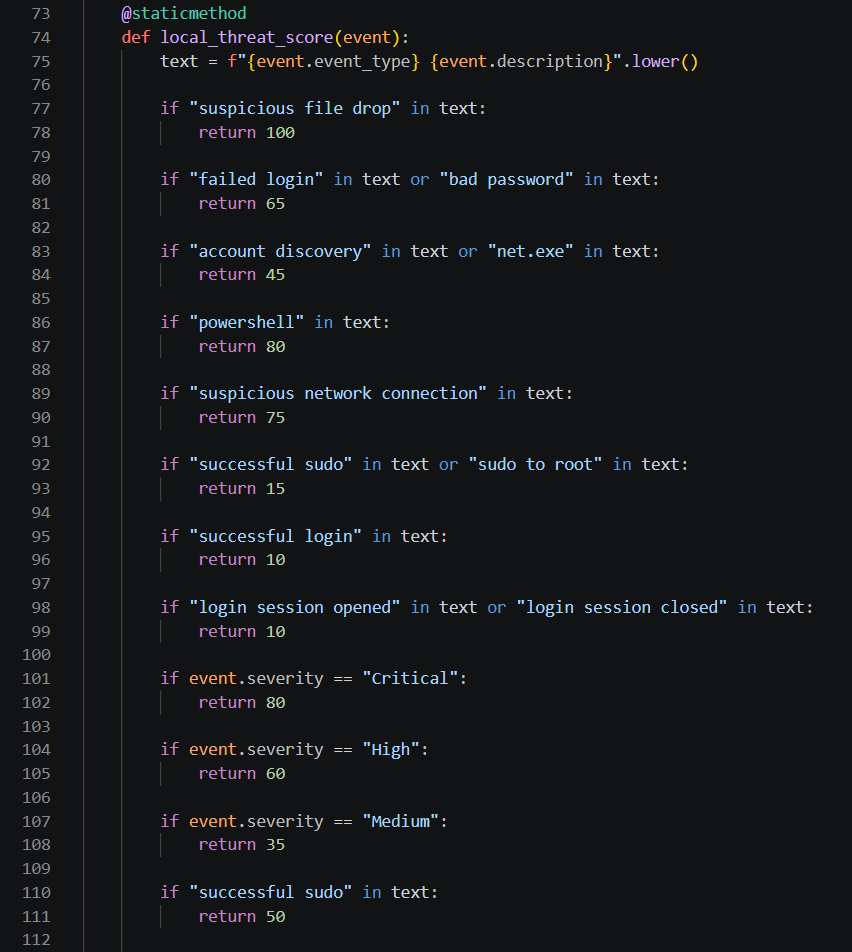 73 @staticmethod
74 def local_threat_score(event):
75 text = f"{event.event_type} {event.description}".lower()
76
77 if "suspicious file drop" in text:
78 return 100
79
80 if "failed login" in text or "bad password" in text:
81 return 65
82
83 if "account discovery" in text or "net.exe" in text:
84 return 45
85
86 if "powershell" in text:
87 return 80
88
89 if "suspicious network connection" in text:
90 return 75
91
92 if "successful sudo" in text or "sudo to root" in text:
93 return 15
94
95 if "successful login" in text:
96 return 10
97
98 if "login session opened" in text or "login session closed" in text:
99 return 10
100
101 if event.severity == "Critical":
102 return 80
103
104 if event.severity == "High":
105 return 60
106
107 if event.severity == "Medium":
108 return 35
109
110 if "successful sudo" in text:
111 return 50
112